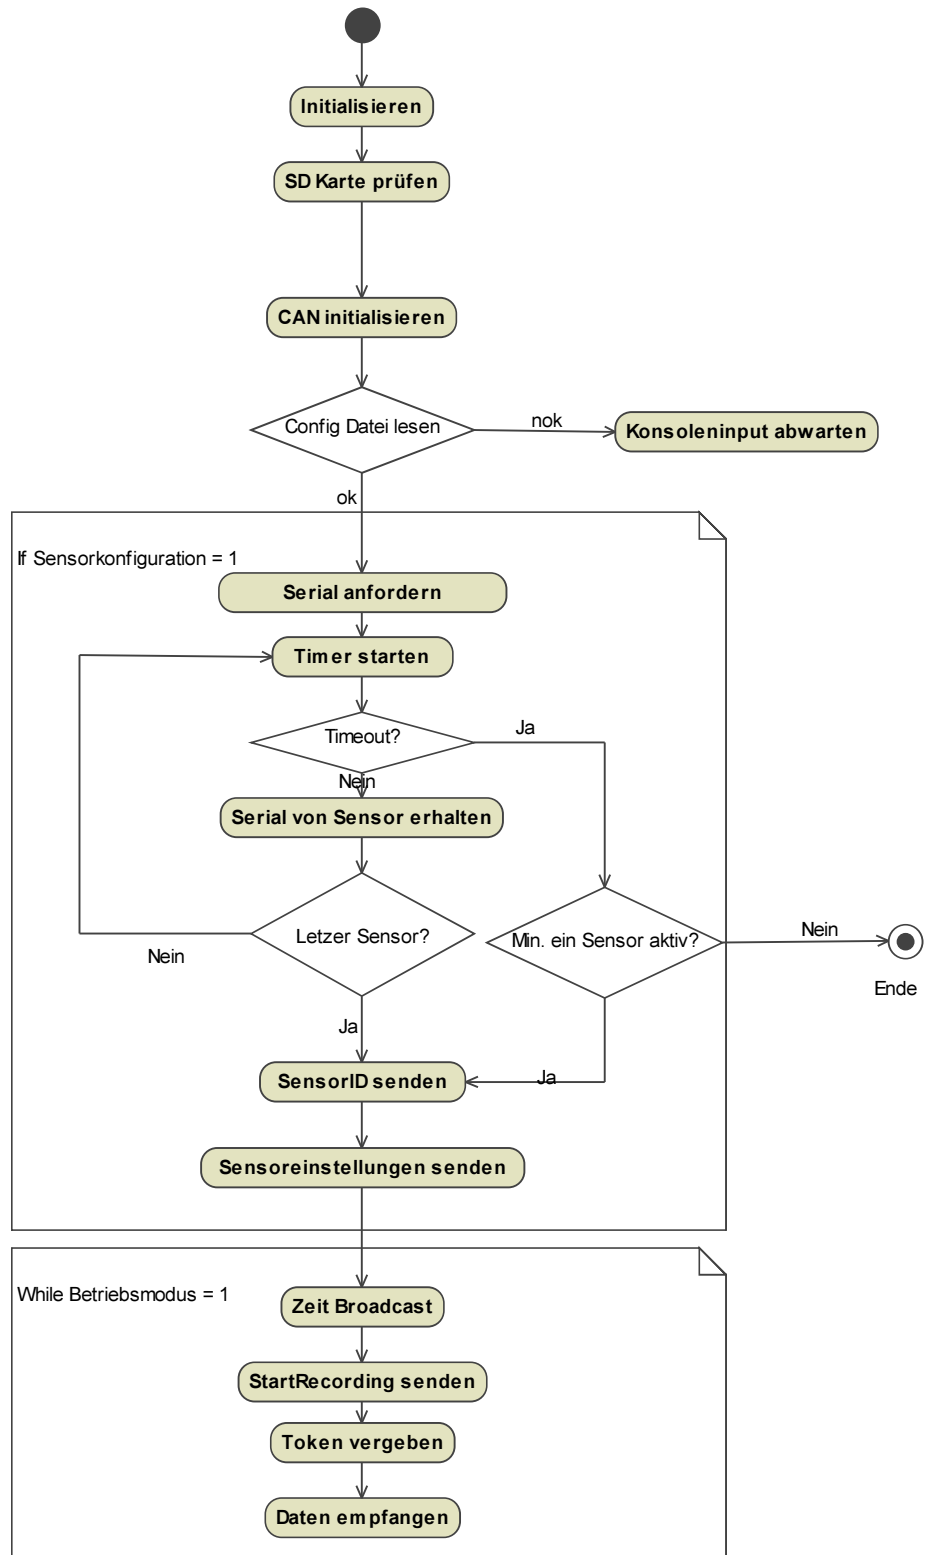 Initialisieren
SD Karte prüfen
CAN initialisieren
Config Datei lesen
nok
Konsoleninput abwarten
ok
If Sensorkonfiguration = 1
Serial anfordern
Timer starten
Timeout?
Ja
Nein
Serial von Sensor erhalten
Letzer Sensor?
Min. ein Sensor aktiv?
Nein
Nein
Ende
Ja
SensorID senden
Ja
Sensoreinstellungen senden
While Betriebsmodus = 1
Zeit Broadcast
StartRecording senden
Token vergeben
Daten empfangen